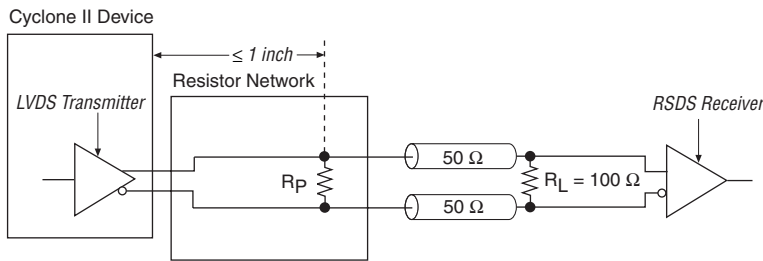 Cyclone II Device
≤ 1 inch
Resistor Network
LVDS Transmitter
RSDS Receiver
50 Ω
RP
RL = 100 Ω
50 Ω